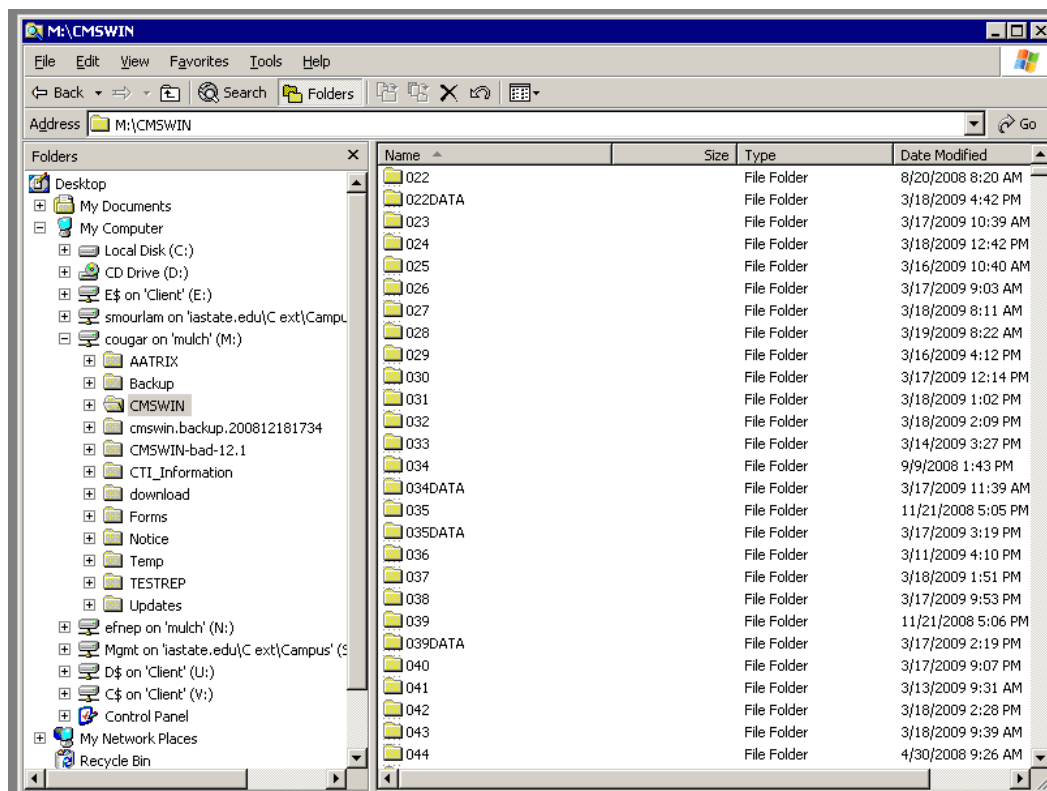 M:\CMSWIN
File Edit View Favorites Tools Help
Back Search Folders
Address M:\CMSWIN Go
Folders
Desktop
My Documents
My Computer
Local Disk (C:)
CD Drive (D:)
E$ on 'Client' (E:)
smourlam on 'iastate.edu\C ext\Campu
cougar on 'mulch' (M:)
AATRIX
Backup
CMSWIN
cmswin.backup.200812181734
CMSWIN-bad-12.1
CTI_Information
download
Forms
Notice
Temp
TESTREP
Updates
efnep on 'mulch' (N:)
Mgmt on 'iastate.edu\C ext\Campus' (S
D$ on 'Client' (U:)
C$ on 'Client' (V:)
Control Panel
My Network Places
Recycle Bin
Name Size Type Date Modified
022 File Folder 8/20/2008 8:20 AM
022DATA File Folder 3/18/2009 4:42 PM
023 File Folder 3/17/2009 10:39 AM
024 File Folder 3/18/2009 12:42 PM
025 File Folder 3/16/2009 10:40 AM
026 File Folder 3/17/2009 9:03 AM
027 File Folder 3/18/2009 8:11 AM
028 File Folder 3/19/2009 8:22 AM
029 File Folder 3/16/2009 4:12 PM
030 File Folder 3/17/2009 12:14 PM
031 File Folder 3/18/2009 1:02 PM
032 File Folder 3/18/2009 2:09 PM
033 File Folder 3/14/2009 3:27 PM
034 File Folder 9/9/2008 1:43 PM
034DATA File Folder 3/17/2009 11:39 AM
035 File Folder 11/21/2008 5:05 PM
035DATA File Folder 3/17/2009 3:19 PM
036 File Folder 3/11/2009 4:10 PM
037 File Folder 3/18/2009 1:51 PM
038 File Folder 3/17/2009 9:53 PM
039 File Folder 11/21/2008 5:06 PM
039DATA File Folder 3/17/2009 2:19 PM
040 File Folder 3/17/2009 9:07 PM
041 File Folder 3/13/2009 9:31 AM
042 File Folder 3/18/2009 2:28 PM
043 File Folder 3/18/2009 9:39 AM
044 File Folder 4/30/2008 9:26 AM